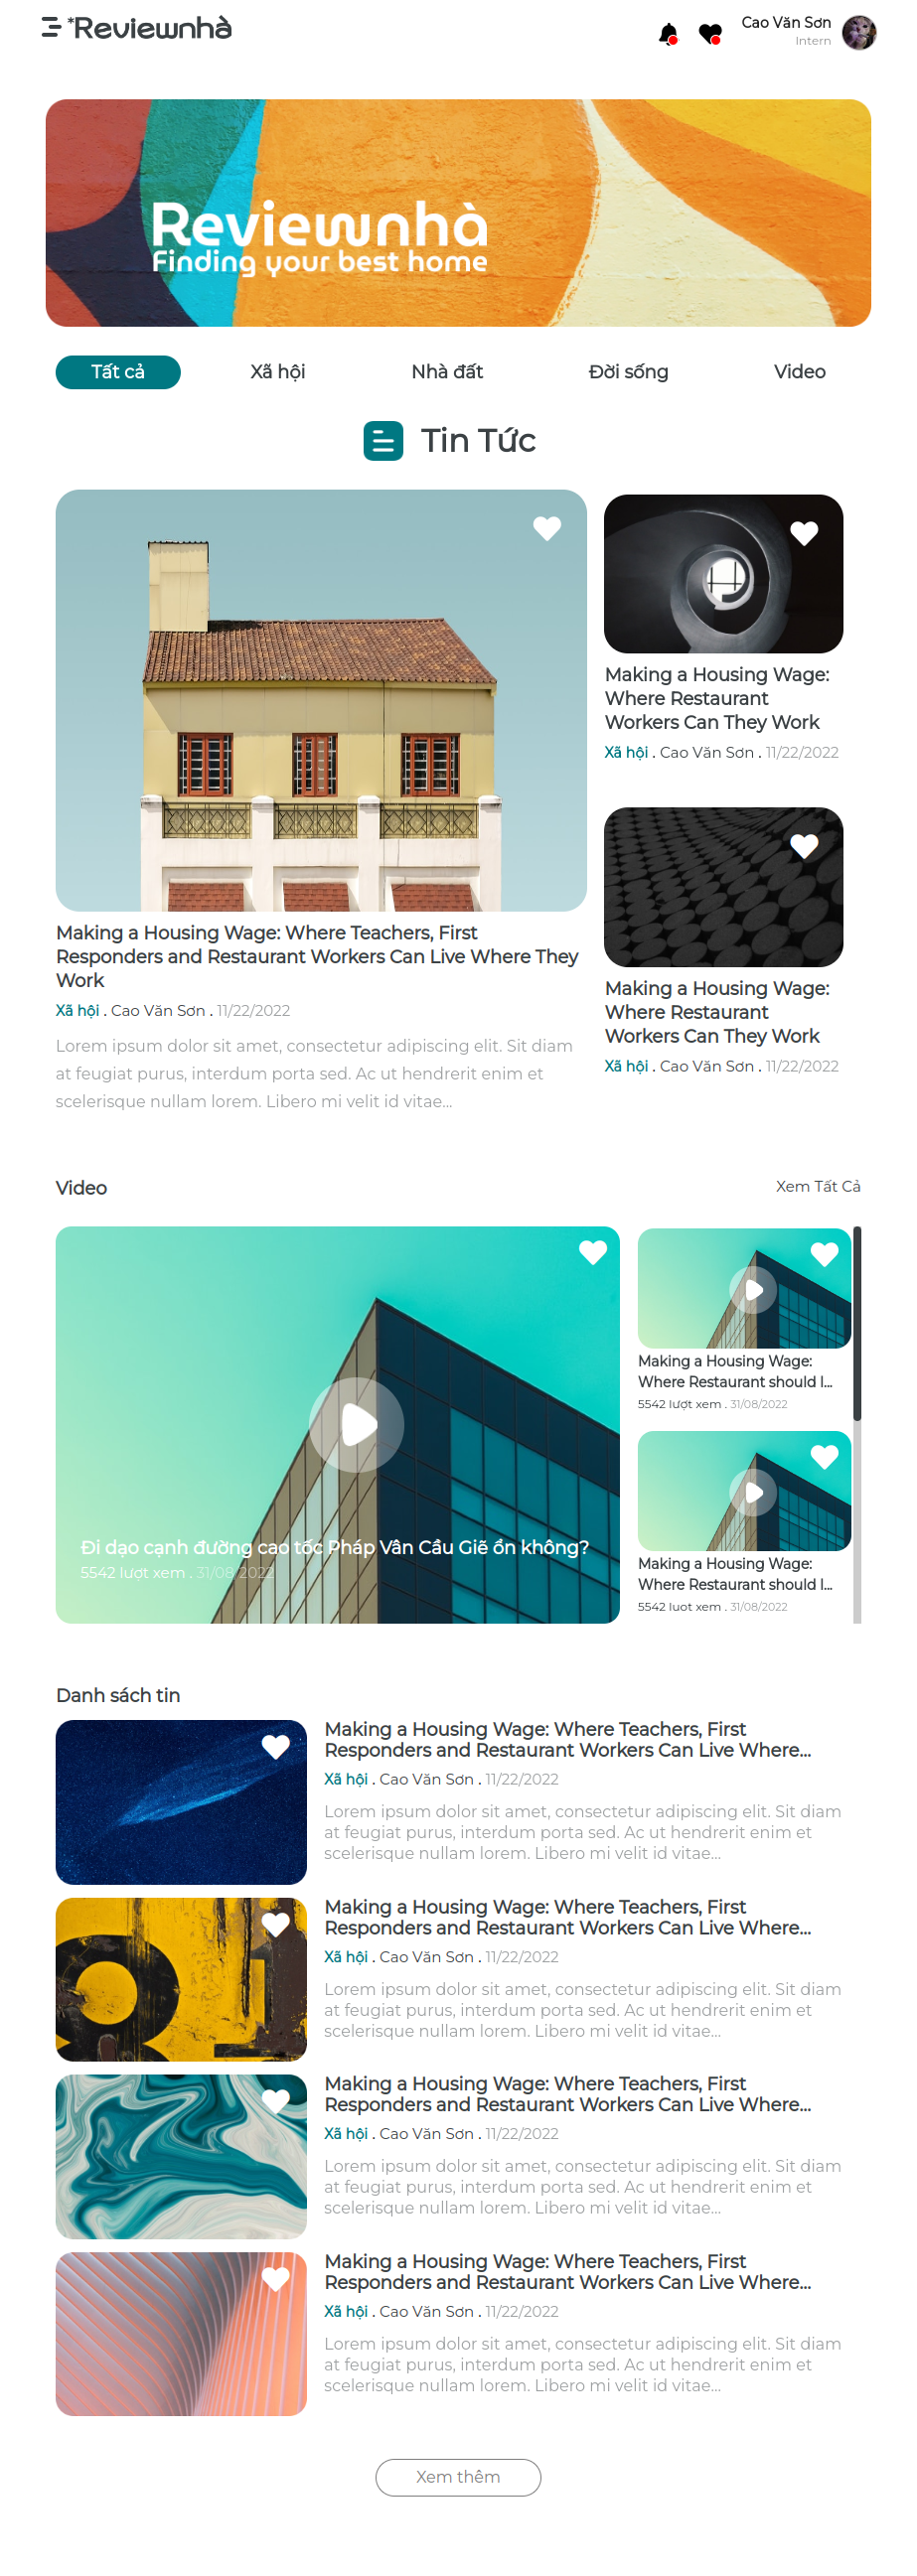 *Reviewnhà
Cao Văn Sơn
Intern
Reviewnhà
Finding your best home
Tất cả
Xã hội
Nhà đất
Đời sống
Video
Tin Tức
Making a Housing Wage: Where Teachers, First
Responders and Restaurant Workers Can Live Where They
Work
Xã hội . Cao Văn Sơn . 11/22/2022
Lorem ipsum dolor sit amet, consectetur adipiscing elit. Sit diam
at feugiat purus, interdum porta sed. Ac ut hendrerit enim et
scelerisque nullam lorem. Libero mi velit id vitae...
Making a Housing Wage:
Where Restaurant
Workers Can They Work
Xã hội . Cao Văn Sơn . 11/22/2022
Making a Housing Wage:
Where Restaurant
Workers Can They Work
Xã hội . Cao Văn Sơn . 11/22/2022
Video
Xem Tất Cả
Đi dạo cạnh đường cao tốc Pháp Vân Cầu Giẽ ổn không?
5542 lượt xem . 31/08 2022
Making a Housing Wage:
Where Restaurant should l...
5542 lượt xem . 31/08/2022
Making a Housing Wage:
Where Restaurant should l...
5542 luot xem . 31/08/2022
Danh sách tin
Making a Housing Wage: Where Teachers, First
Responders and Restaurant Workers Can Live Where...
Xã hội . Cao Văn Sơn . 11/22/2022
Lorem ipsum dolor sit amet, consectetur adipiscing elit. Sit diam
at feugiat purus, interdum porta sed. Ac ut hendrerit enim et
scelerisque nullam lorem. Libero mi velit id vitae...
Making a Housing Wage: Where Teachers, First
Responders and Restaurant Workers Can Live Where...
Xã hội . Cao Văn Sơn . 11/22/2022
Lorem ipsum dolor sit amet, consectetur adipiscing elit. Sit diam
at feugiat purus, interdum porta sed. Ac ut hendrerit enim et
scelerisque nullam lorem. Libero mi velit id vitae...
Making a Housing Wage: Where Teachers, First
Responders and Restaurant Workers Can Live Where...
Xã hội . Cao Văn Sơn . 11/22/2022
Lorem ipsum dolor sit amet, consectetur adipiscing elit. Sit diam
at feugiat purus, interdum porta sed. Ac ut hendrerit enim et
scelerisque nullam lorem. Libero mi velit id vitae...
Making a Housing Wage: Where Teachers, First
Responders and Restaurant Workers Can Live Where...
Xã hội . Cao Văn Sơn . 11/22/2022
Lorem ipsum dolor sit amet, consectetur adipiscing elit. Sit diam
at feugiat purus, interdum porta sed. Ac ut hendrerit enim et
scelerisque nullam lorem. Libero mi velit id vitae...
Xem thêm